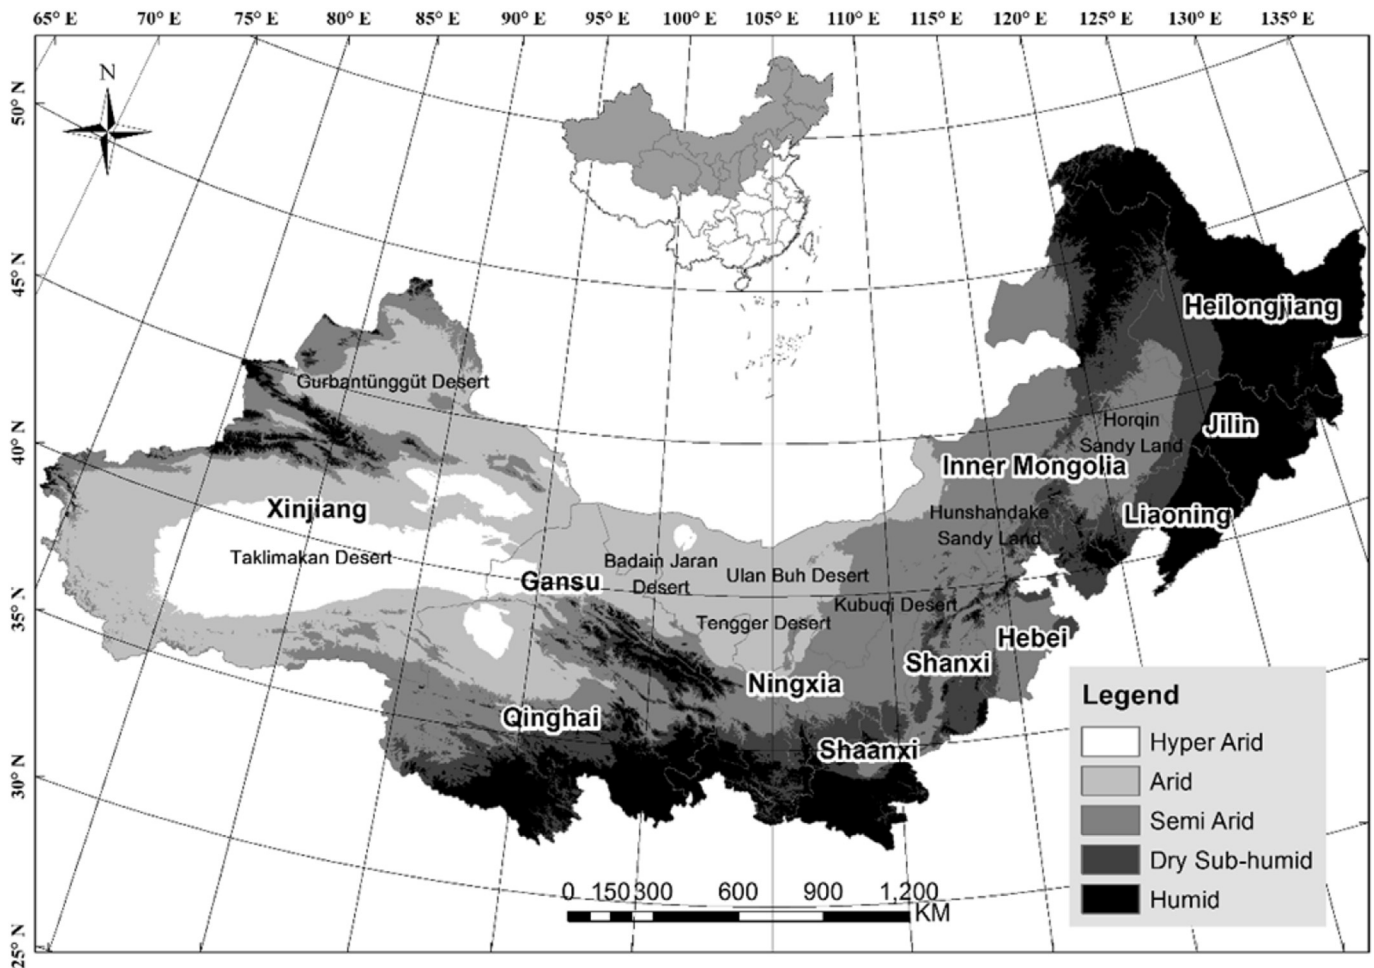 65° E 70° E 75° E 80° E 85° E 90° E 95° E 100° E 105° E 110° E 115° E 120° E 125° E 130° E 135° E
N
50° N
45° N
40° N
35° N
30° N
25° N
Heilongjiang
Gurbantünggüt Desert
Horqin
Sandy Land
Jilin
Inner Mongolia
Xinjiang
Hunshandake
Sandy Land
Liaoning
Taklimakan Desert
Badain Jaran
Desert
Ulan Buh Desert
Gansu
Kubuqi Desert
Tengger Desert
Hebei
Shanxi
Ningxia
Qinghai
Shaanxi
Legend
Hyper Arid
Arid
Semi Arid
Dry Sub-humid
Humid
0 150 300 600 900 1,200
KM